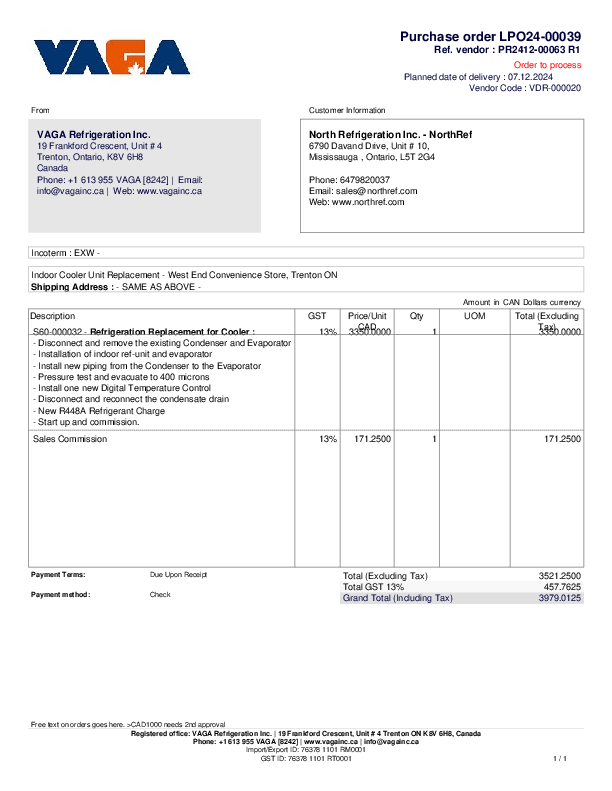 VAGA
Purchase order LPO24-00039
Ref. vendor : PR2412-00063 R1
Order to process
Planned date of delivery : 07.12.2024
Vendor Code : VDR-000020
From
Customer Information
VAGA Refrigeration Inc.
19 Frankford Crescent, Unit # 4
Trenton, Ontario, K8V 6H8
Canada
Phone: +1 613 955 VAGA [8242] | Email:
info@vagainc.ca | Web: www.vagainc.ca
North Refrigeration Inc. - NorthRef
6790 Davand Drive, Unit # 10,
Mississauga , Ontario, L5T 2G4
Phone: 6479820037
Email: sales@northref.com
Web: www.northref.com
Incoterm : EXW -
Indoor Cooler Unit Replacement - West End Convenience Store, Trenton ON
Shipping Address : - SAME AS ABOVE -
Amount in CAN Dollars currency
Description GST Price/Unit CAD Qty UOM Total (Excluding Tax)
S60-000032 - Refrigeration Replacement for Cooler : 13% 3350.0000 1 3350.0000
- Disconnect and remove the existing Condenser and Evaporator
- Installation of indoor ref-unit and evaporator
- Install new piping from the Condenser to the Evaporator
- Pressure test and evacuate to 400 microns
- Install one new Digital Temperature Control
- Disconnect and reconnect the condensate drain
- New R448A Refrigerant Charge
- Start up and commission.
Sales Commission 13% 171.2500 1 171.2500
Payment Terms: Due Upon Receipt
Payment method: Check
Total (Excluding Tax) 3521.2500
Total GST 13% 457.7625
Grand Total (Including Tax) 3979.0125
Free text on orders goes here. >CAD1000 needs 2nd approval
Registered office: VAGA Refrigeration Inc. | 19 Frankford Crescent, Unit # 4 Trenton ON K8V 6H8, Canada
Phone: +1 613 955 VAGA [8242] | www.vagainc.ca | info@vagainc.ca
Import/Export ID: 76378 1101 RM0001
GST ID: 76378 1101 RT0001
1 / 1